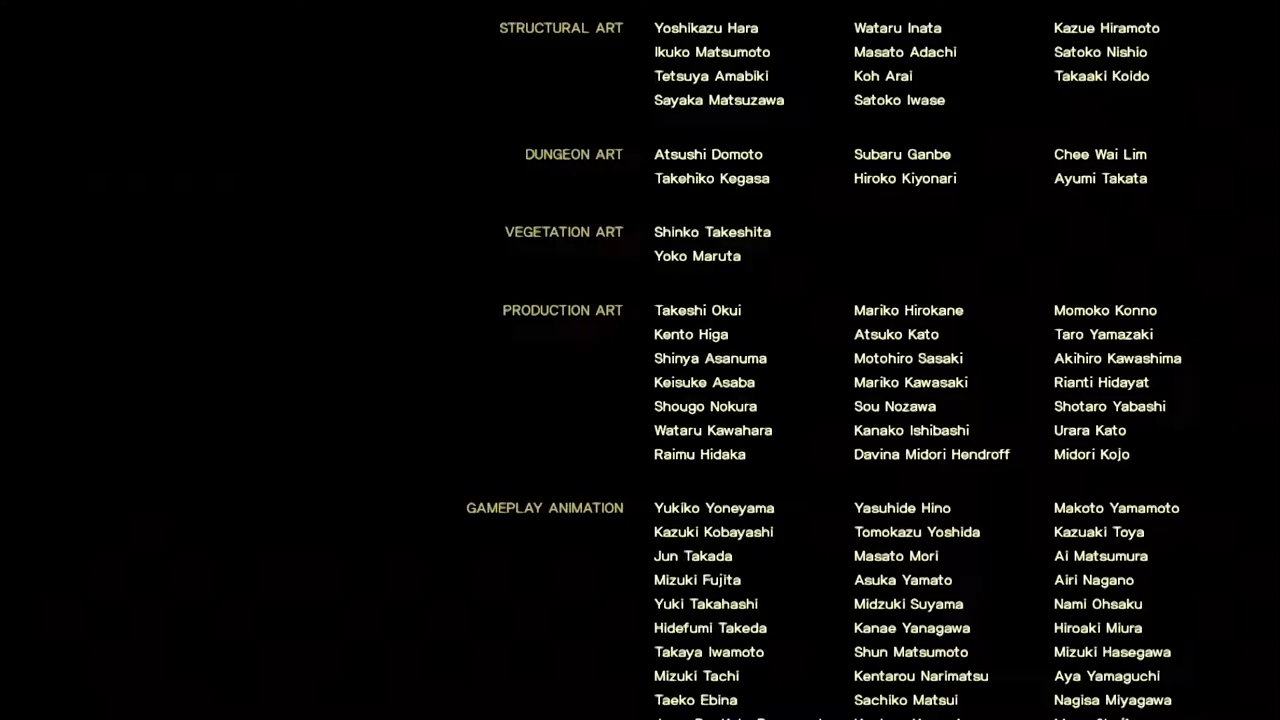 STRUCTURAL ART Yoshikazu Hara Wataru Inata Kazue Hiramoto
Ikuko Matsumoto Masato Adachi Satoko Nishio
Tetsuya Amabiki Koh Arai Takaaki Koido
Sayaka Matsuzawa Satoko Iwase
DUNGEON ART Atsushi Domoto Subaru Ganbe Chee Wai Lim
Takehiko Kegasa Hiroko Kiyonari Ayumi Takata
VEGETATION ART Shinko Takeshita
Yoko Maruta
PRODUCTION ART Takeshi Okui Mariko Hirokane Momoko Konno
Kento Higa Atsuko Kato Taro Yamazaki
Shinya Asanuma Motohiro Sasaki Akihiro Kawashima
Keisuke Asaba Mariko Kawasaki Rianti Hidayat
Shougo Nokura Sou Nozawa Shotaro Yabashi
Wataru Kawahara Kanako Ishibashi Urara Kato
Raimu Hidaka Davina Midori Hendroff Midori Kojo
GAMEPLAY ANIMATION Yukiko Yoneyama Yasuhide Hino Makoto Yamamoto
Kazuki Kobayashi Tomokazu Yoshida Kazuaki Toya
Jun Takada Masato Mori Ai Matsumura
Mizuki Fujita Asuka Yamato Airi Nagano
Yuki Takahashi Midzuki Suyama Nami Ohsaku
Hidefumi Takeda Kanae Yanagawa Hiroaki Miura
Takaya Iwamoto Shun Matsumoto Mizuki Hasegawa
Mizuki Tachi Kentarou Narimatsu Aya Yamaguchi
Taeko Ebina Sachiko Matsui Nagisa Miyagawa